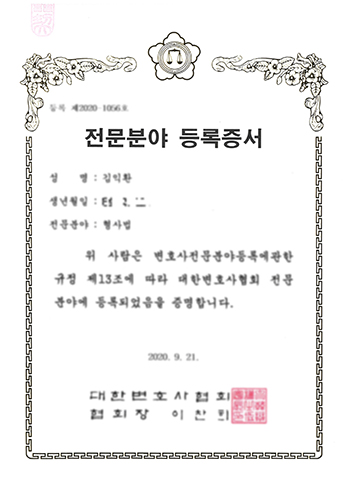 등록 제2020-1056호
전문분야 등록증서
성 명 : 김익환
생년월일 :
전문분야 : 형사법
위 사람은 변호사전문분야등록에관한
규정 제13조에 따라 대한변호사협회 전문
분야에 등록되었음을 증명합니다.
2020. 9. 21.
대한변호사협회
협회장 이찬희